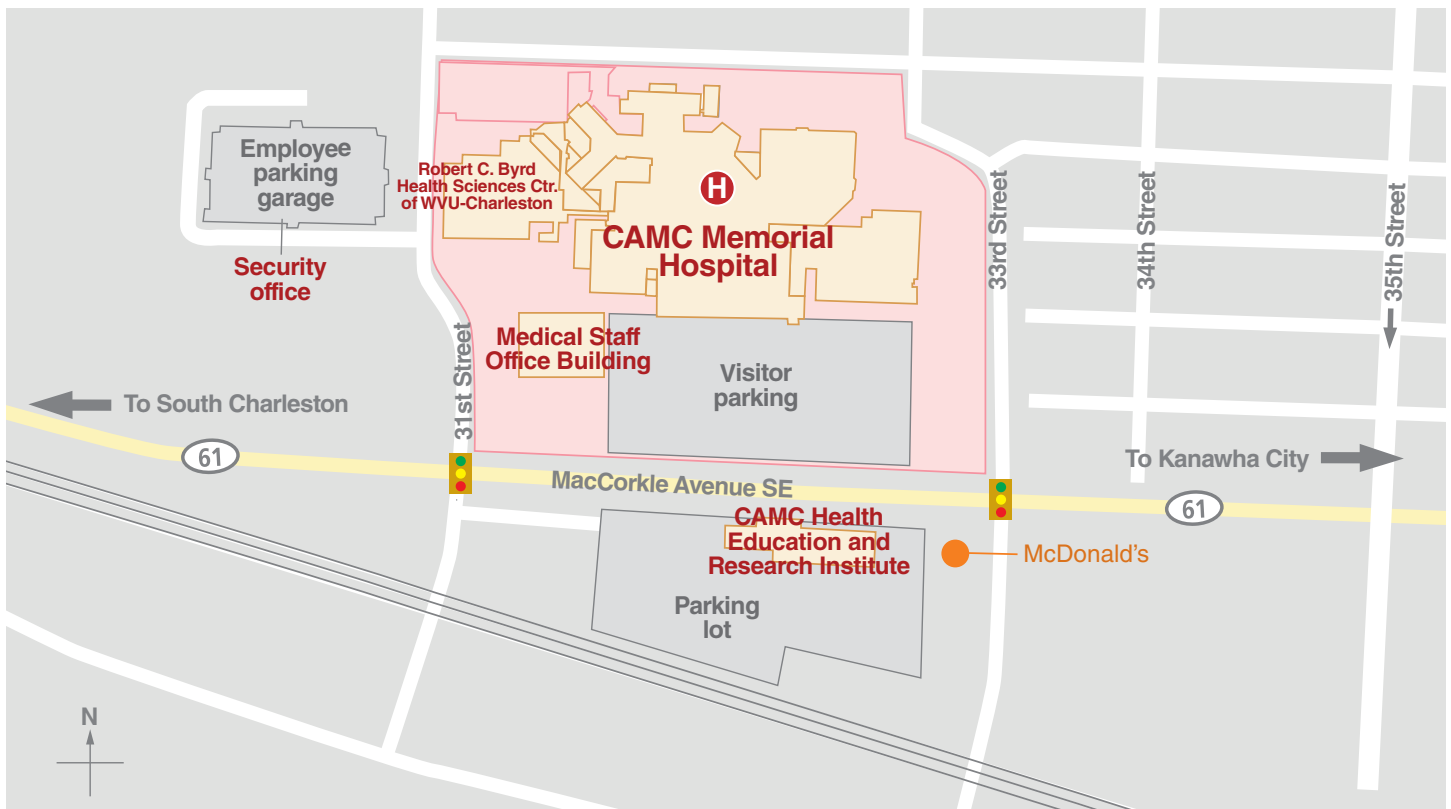 Employee
parking
garage
Robert C. Byrd
Health Sciences Ctr.
of WVU-Charleston
H
CAMC Memorial
Hospital
Security
office
33rd Street
34th Street
35th Street
Medical Staff
Office Building
31st Street
Visitor
parking
To South Charleston
61
To Kanawha City
MacCorkle Avenue SE
61
CAMC Health
Education and
Research Institute
McDonald's
Parking
lot
N